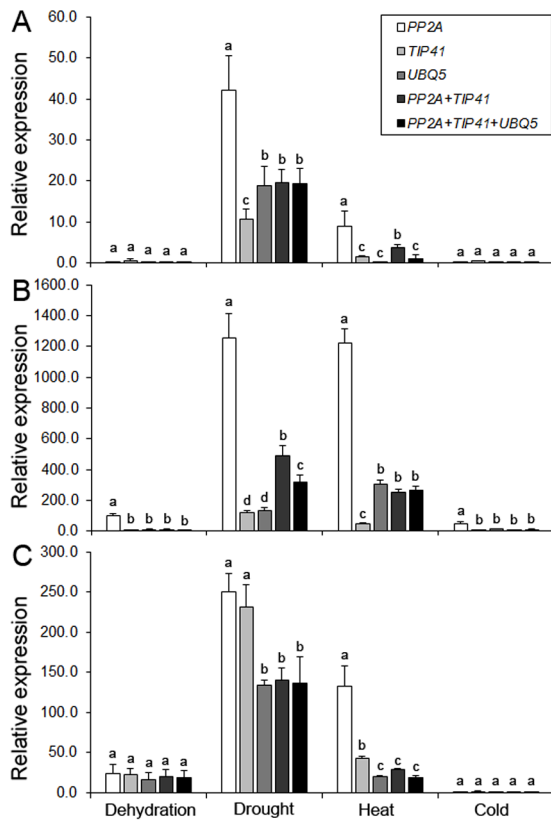 A
Relative expression
60.0
50.0
40.0
30.0
20.0
10.0
0.0
PP2A
TIP41
UBQ5
PP2A+TIP41
PP2A+TIP41+UBQ5
a a a a a
a c b b b
a c c b c
a a a a a
B
Relative expression
1600.0
1400.0
1200.0
1000.0
800.0
600.0
400.0
200.0
0.0
a b b b b
a d d b c
a c b b b
a b b b b
C
Relative expression
300.0
250.0
200.0
150.0
100.0
50.0
0.0
a a a a a
a a b b b
a b c c c
a a a a a
Dehydration Drought Heat Cold